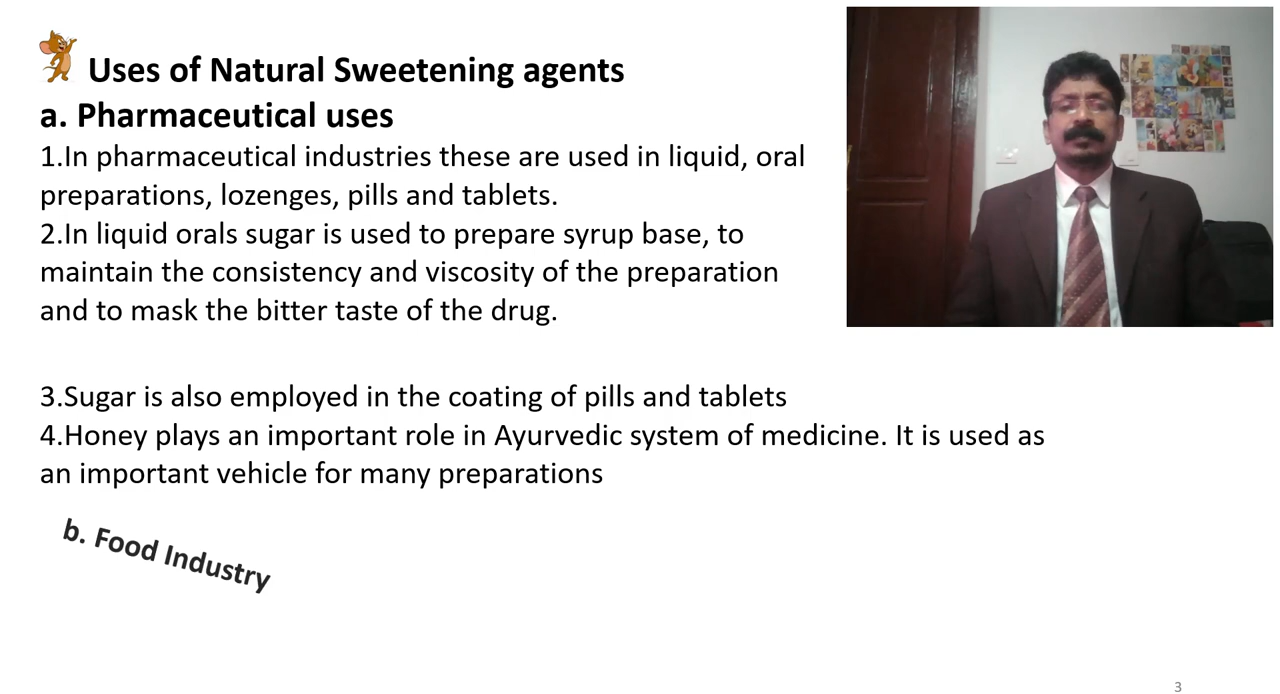 Uses of Natural Sweetening agents
a. Pharmaceutical uses
1.In pharmaceutical industries these are used in liquid, oral
preparations, lozenges, pills and tablets.
2.In liquid orals sugar is used to prepare syrup base, to
maintain the consistency and viscosity of the preparation
and to mask the bitter taste of the drug.
3.Sugar is also employed in the coating of pills and tablets
4.Honey plays an important role in Ayurvedic system of medicine. It is used as
an important vehicle for many preparations
b. Food Industry
3